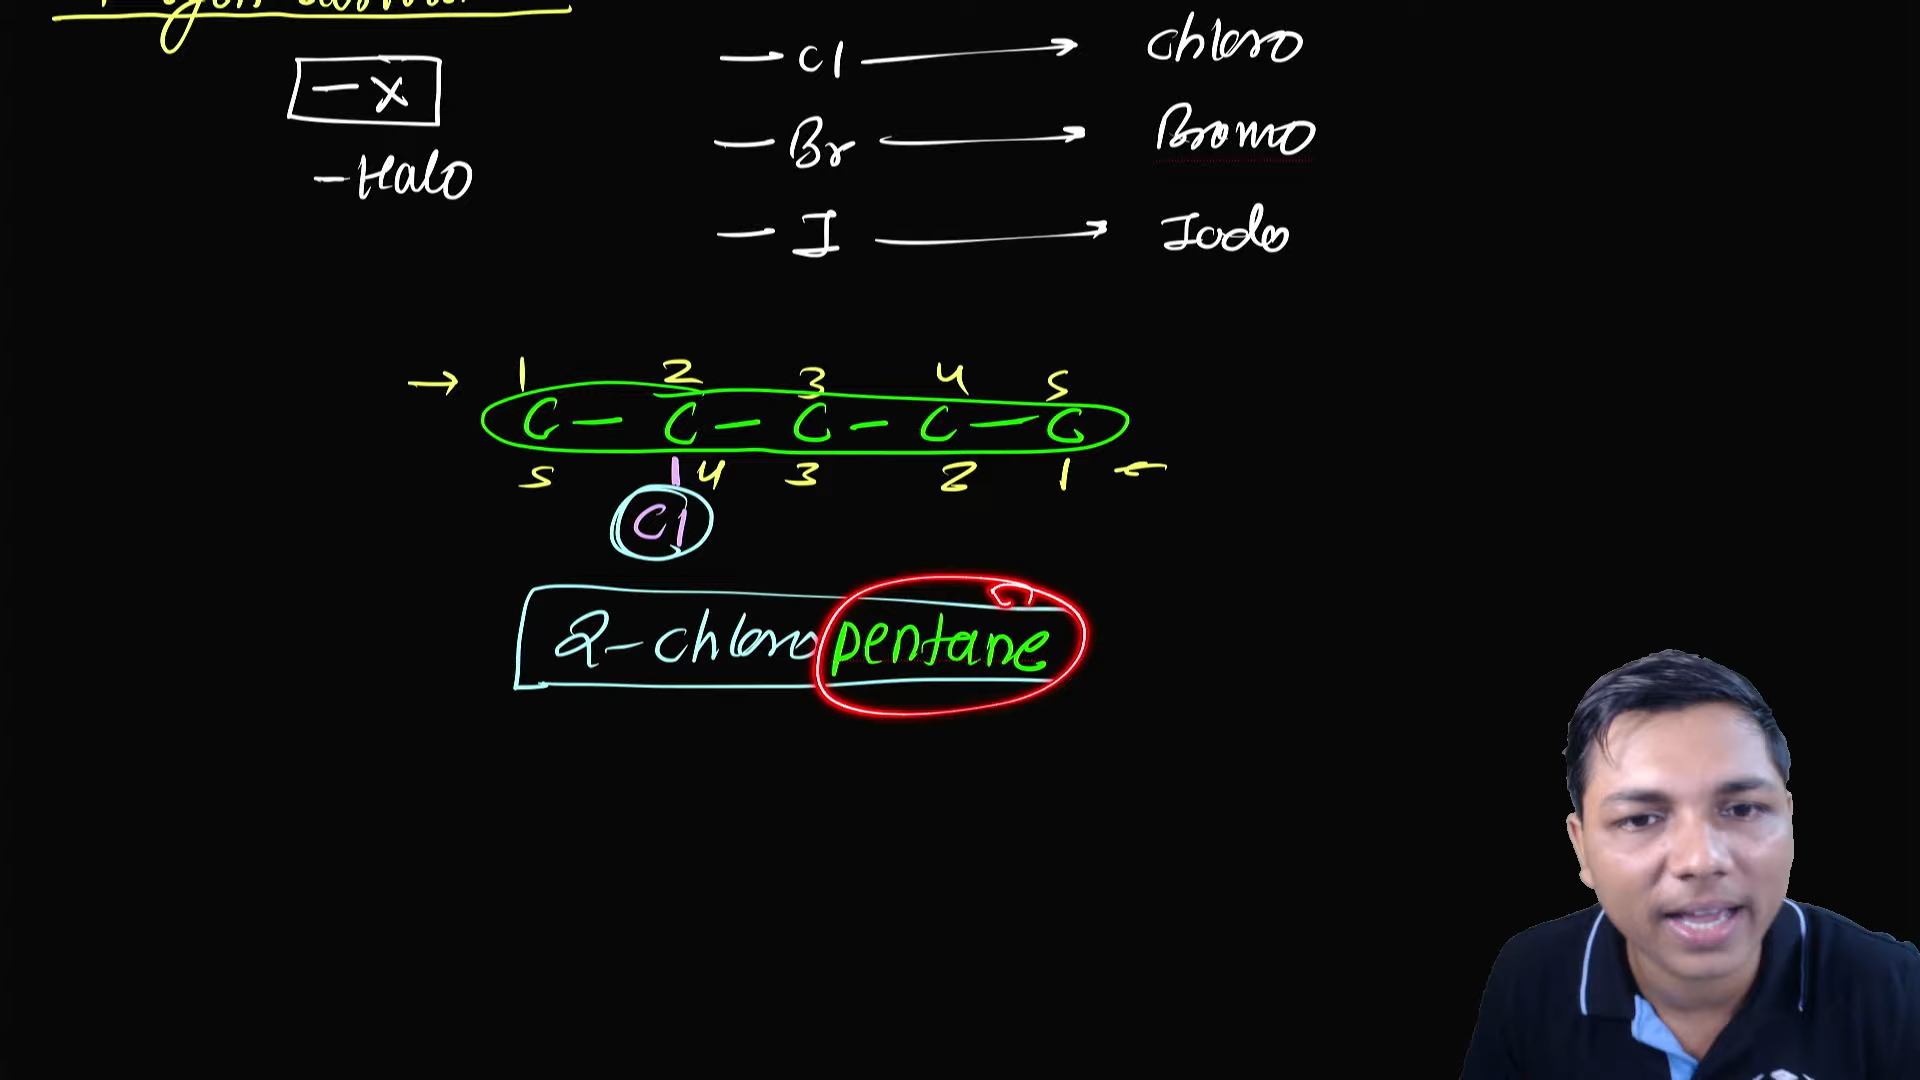 -X
-Halo
- Cl → chloro
- Br → Bromo
- I → Iodo
→ 1 2 3 4 5
C - C - C - C - C
5 4 3 2 1 ←
Cl
2-chloropentane